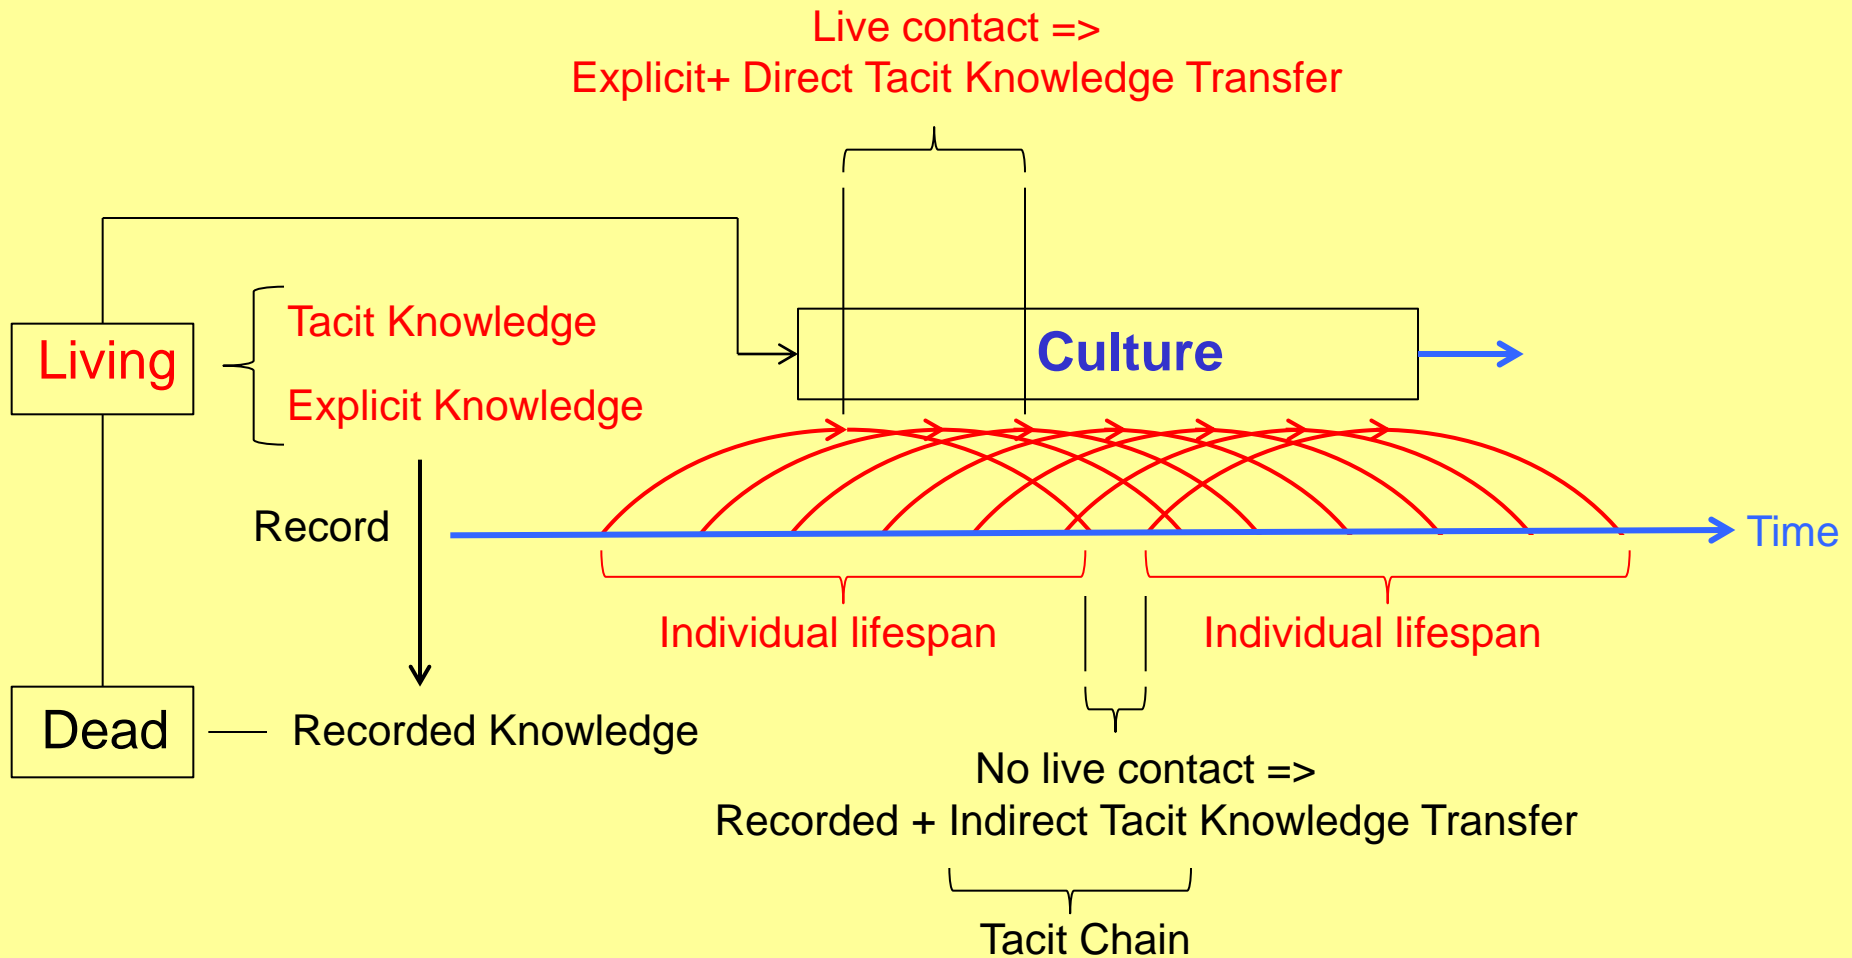 Live contact =>
Explicit+ Direct Tacit Knowledge Transfer
Tacit Knowledge
Living
Culture
Explicit Knowledge
Record
Time
Individual lifespan
Individual lifespan
Dead
Recorded Knowledge
No live contact =>
Recorded + Indirect Tacit Knowledge Transfer
Tacit Chain